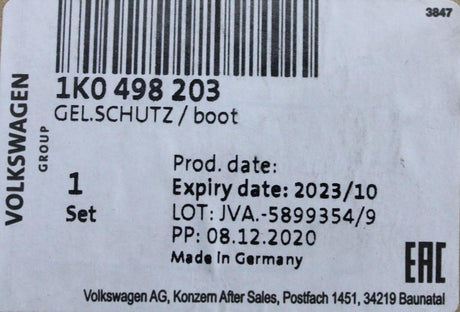 3847
1K0 498 203
GEL.SCHUTZ / boot
VOLKSWAGEN
GROUP
1
Set
Prod. date:
Expiry date: 2023/10
LOT: JVA.-5899354/9
PP: 08.12.2020
Made in Germany
EAC
Volkswagen AG, Konzern After Sales, Postfach 1451, 34219 Baunatal